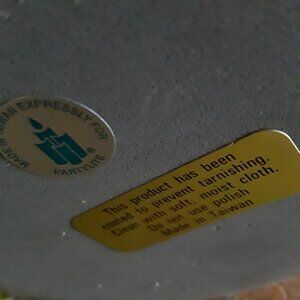 MADE IN TAIWAN EXPRESSLY FOR
PARTYLITE®
This product has been
coated to prevent tarnishing.
Clean with soft, moist cloth.
Do not use polish
Made in Taiwan